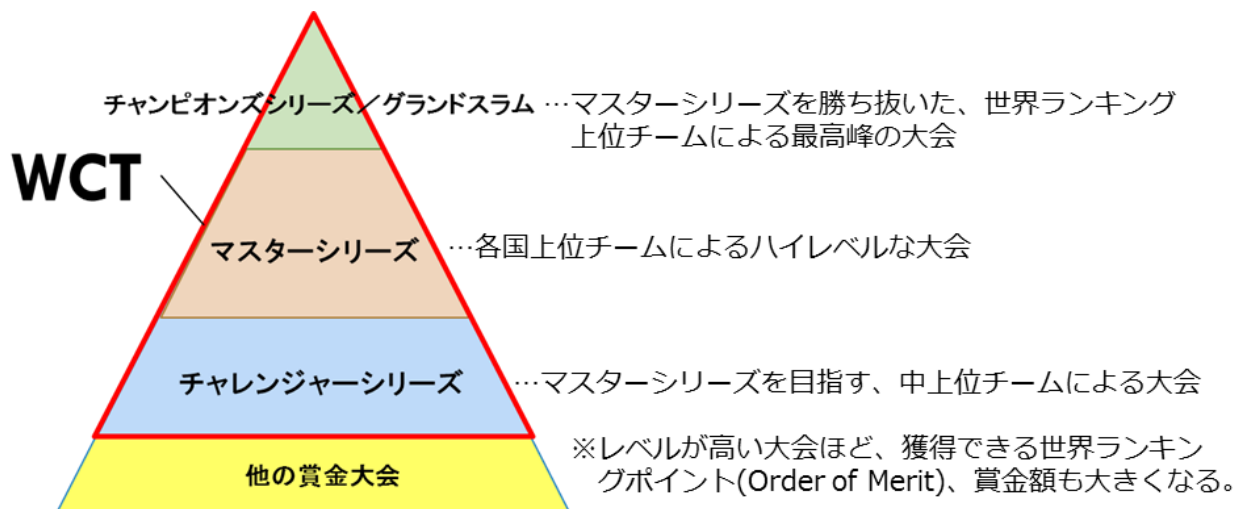 チャンピオンズシリーズ／グランドスラム …マスターシリーズを勝ち抜いた、世界ランキング
上位チームによる最高峰の大会
WCT
マスターシリーズ …各国上位チームによるハイレベルな大会
チャレンジャーシリーズ …マスターシリーズを目指す、中上位チームによる大会
他の賞金大会
※レベルが高い大会ほど、獲得できる世界ランキン
グポイント(Order of Merit)、賞金額も大きくなる。